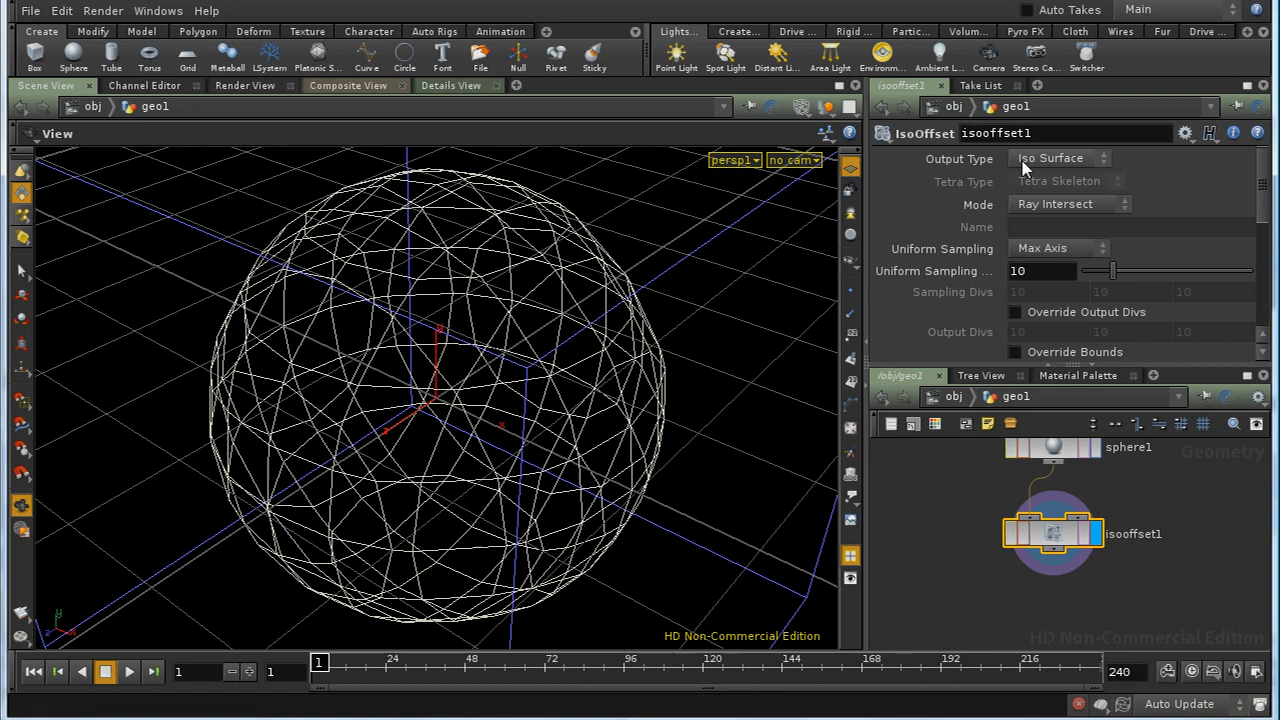 File Edit Render Windows Help Auto Takes Main
Create Modify Model Polygon Deform Texture Character Auto Rigs Animation Lights... Create... Drive ... Rigid ... Partic... Volum... Pyro FX Cloth Wires Fur Drive ...
Box Sphere Tube Torus Grid Metaball LSystem Platonic S... Curve Circle Font File Null Rivet Sticky Point Light Spot Light Distant Li... Area Light Environm... Ambient L... Camera Stereo Ca... Switcher
Scene View Channel Editor Render View Composite View Details View isooffset1 Take List
obj geo1 obj geo1
View IsoOffset isooffset1
persp1 no cam
Output Type Iso Surface
Tetra Type Tetra Skeleton
Mode Ray Intersect
Name
Uniform Sampling Max Axis
Uniform Sampling ... 10
Sampling Divs 10 10 10
Override Output Divs
Output Divs 10 10 10
Override Bounds
/obj/geo1 Tree View Material Palette
obj geo1
sphere1 Geometry
isooffset1
y
x
z
y
z x
HD Non-Commercial Edition HD Non-Commercial Edition
1 1 1 24 48 72 96 120 144 168 192 216 240
Auto Update